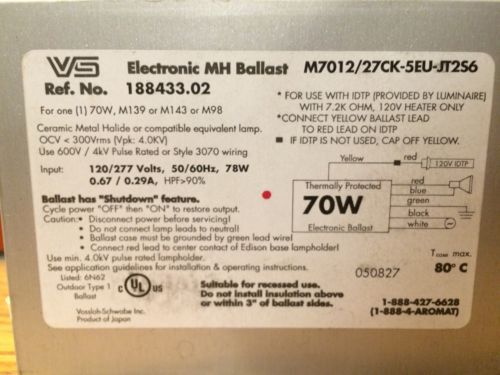 VS Electronic MH Ballast M7012/27CK-5EU-JT2S6
Ref. No. 188433.02
For one (1) 70W, M139 or M143 or M98
Ceramic Metal Halide or compatible equivalent lamp.
OCV < 300Vrms (Vpk: 4.0KV)
Use 600V / 4kV Pulse Rated or Style 3070 wiring
Input: 120/277 Volts, 50/60Hz, 78W
0.67 / 0.29A, HPF>90%
* FOR USE WITH IDTP (PROVIDED BY LUMINAIRE)
WITH 7.2K OHM, 120V HEATER ONLY
*CONNECT YELLOW BALLAST LEAD
TO RED LEAD ON IDTP
** IF IDTP IS NOT USED, CAP OFF YELLOW.
Yellow red 120V IDTP
Thermally Protected
70W
Electronic Ballast
red
blue
green
black
white
Ballast has "Shutdown" feature.
Cycle power "OFF" then "ON" to restore output.
Caution: • Disconnect power before servicing!
• Do not connect lamp leads to neutral!
• Ballast case must be grounded by green lead wire!
• Connect red lead to center contact of Edison base lampholder!
Use min. 4.0kV pulse rated lampholder.
See application guidelines for installation & operating instructions.
Listed: 6N62
Outdoor Type 1
Ballast
C UL US
Vossloh-Schwabe Inc.
Product of Japan
Suitable for recessed use.
Do not install insulation above
or within 3" of ballast sides.
050827
T case max.
80° C
1-888-427-6628
(1-888-4-AROMAT)